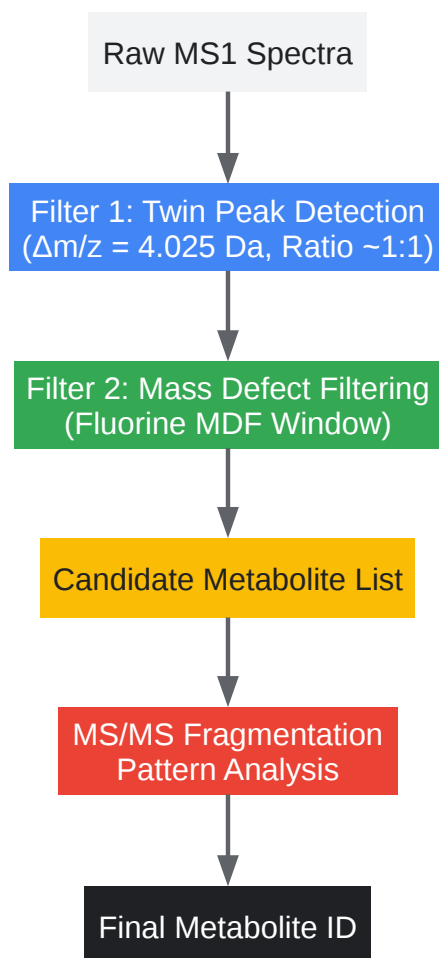 Raw MS1 Spectra
Filter 1: Twin Peak Detection
(Δm/z = 4.025 Da, Ratio ~1:1)
Filter 2: Mass Defect Filtering
(Fluorine MDF Window)
Candidate Metabolite List
MS/MS Fragmentation
Pattern Analysis
Final Metabolite ID